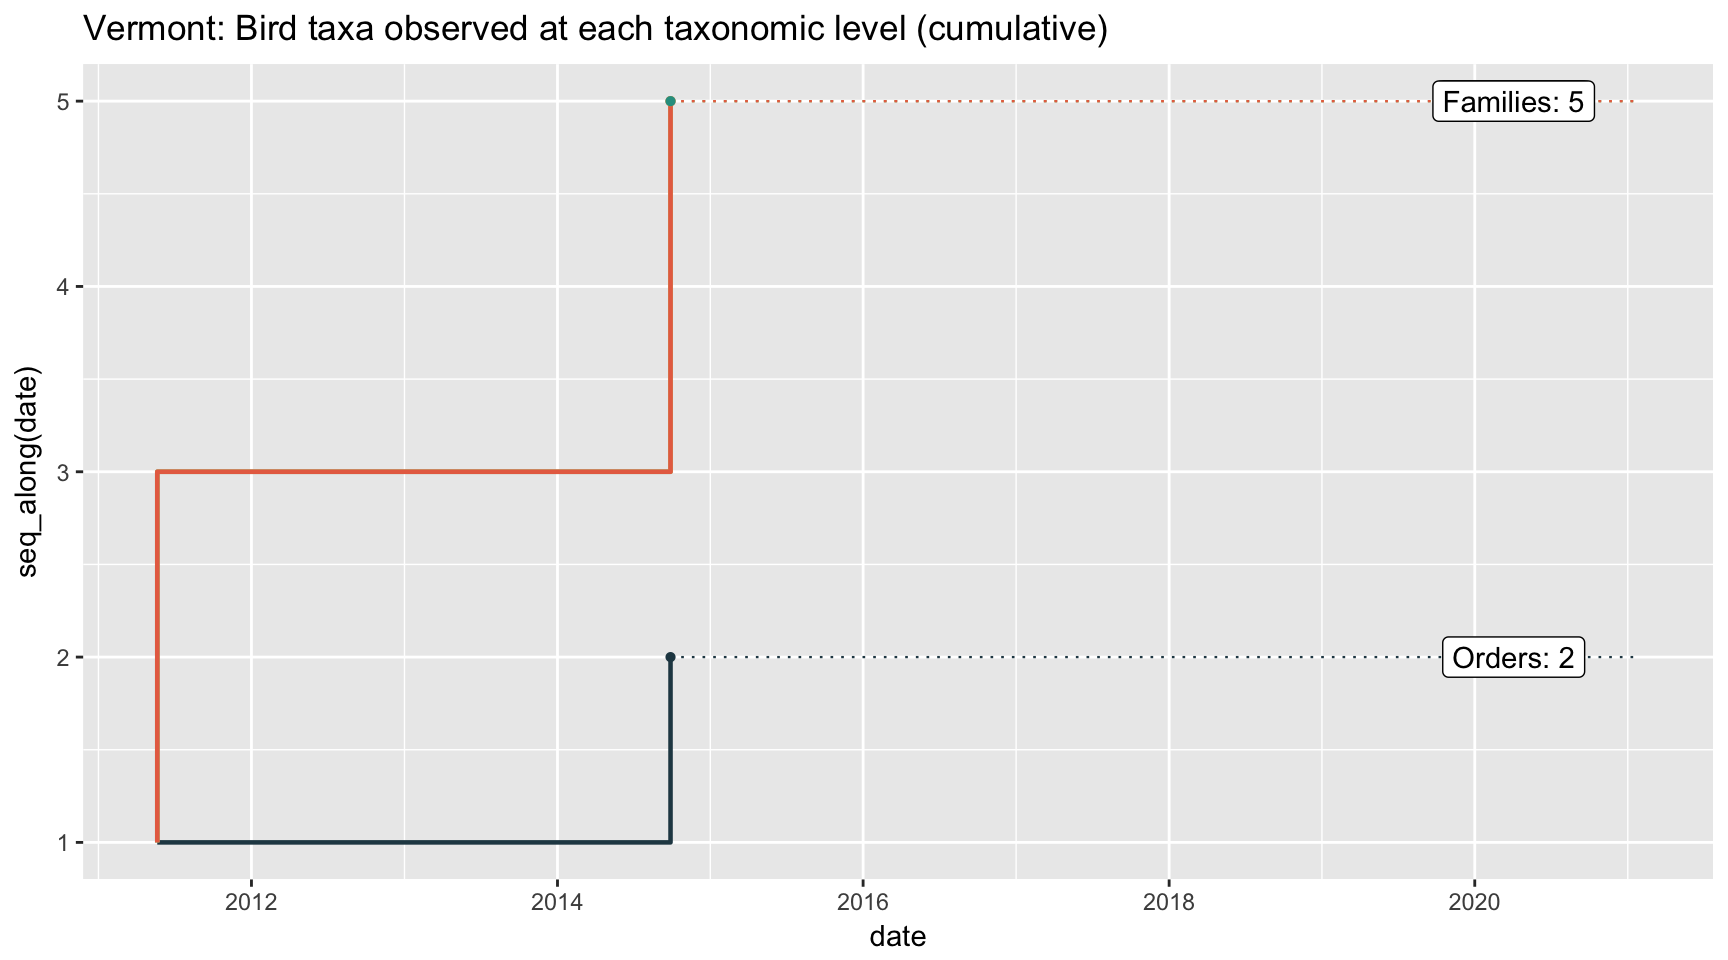 Vermont: Bird taxa observed at each taxonomic level (cumulative)
5
Families: 5
4
3
2
Orders: 2
1
seq_along(date)
2012 2014 2016 2018 2020
date